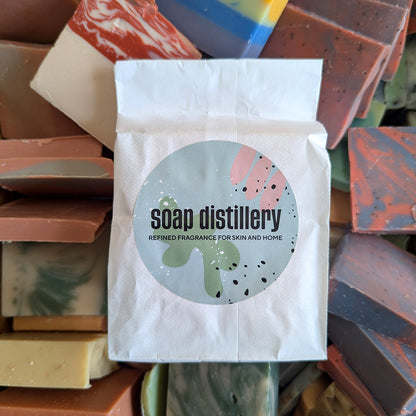 soap distillery
REFINED FRAGRANCE FOR SKIN AND HOME